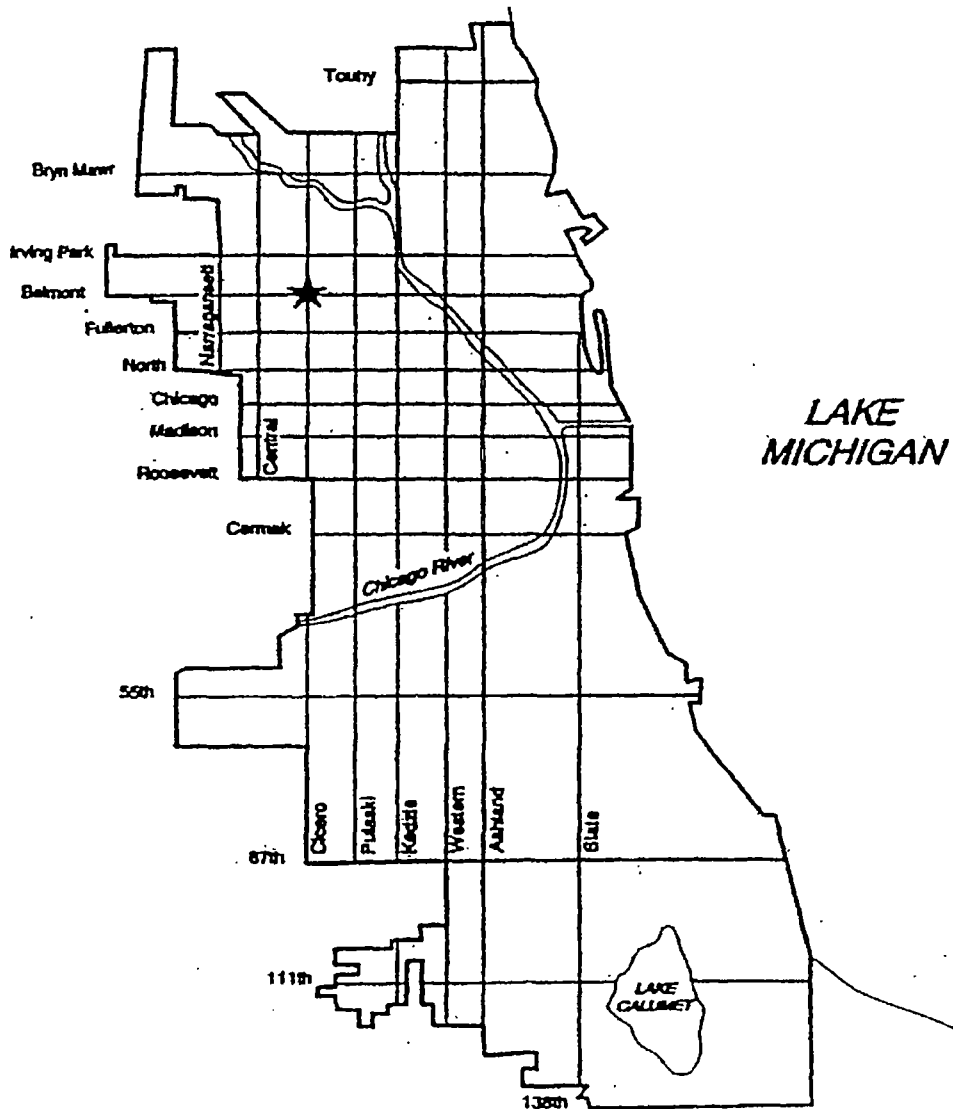 Touhy
Bryn Mawr
Irving Park
Belmont
Fullerton
North
Narragansett
Chicago
Madison
Central
Roosevelt
LAKE
MICHIGAN
Cermak
Chicago River
55th
Cicero
Pulaski
Kedzie
Western
Ashland
State
87th
111th
LAKE
CALUMET
138th